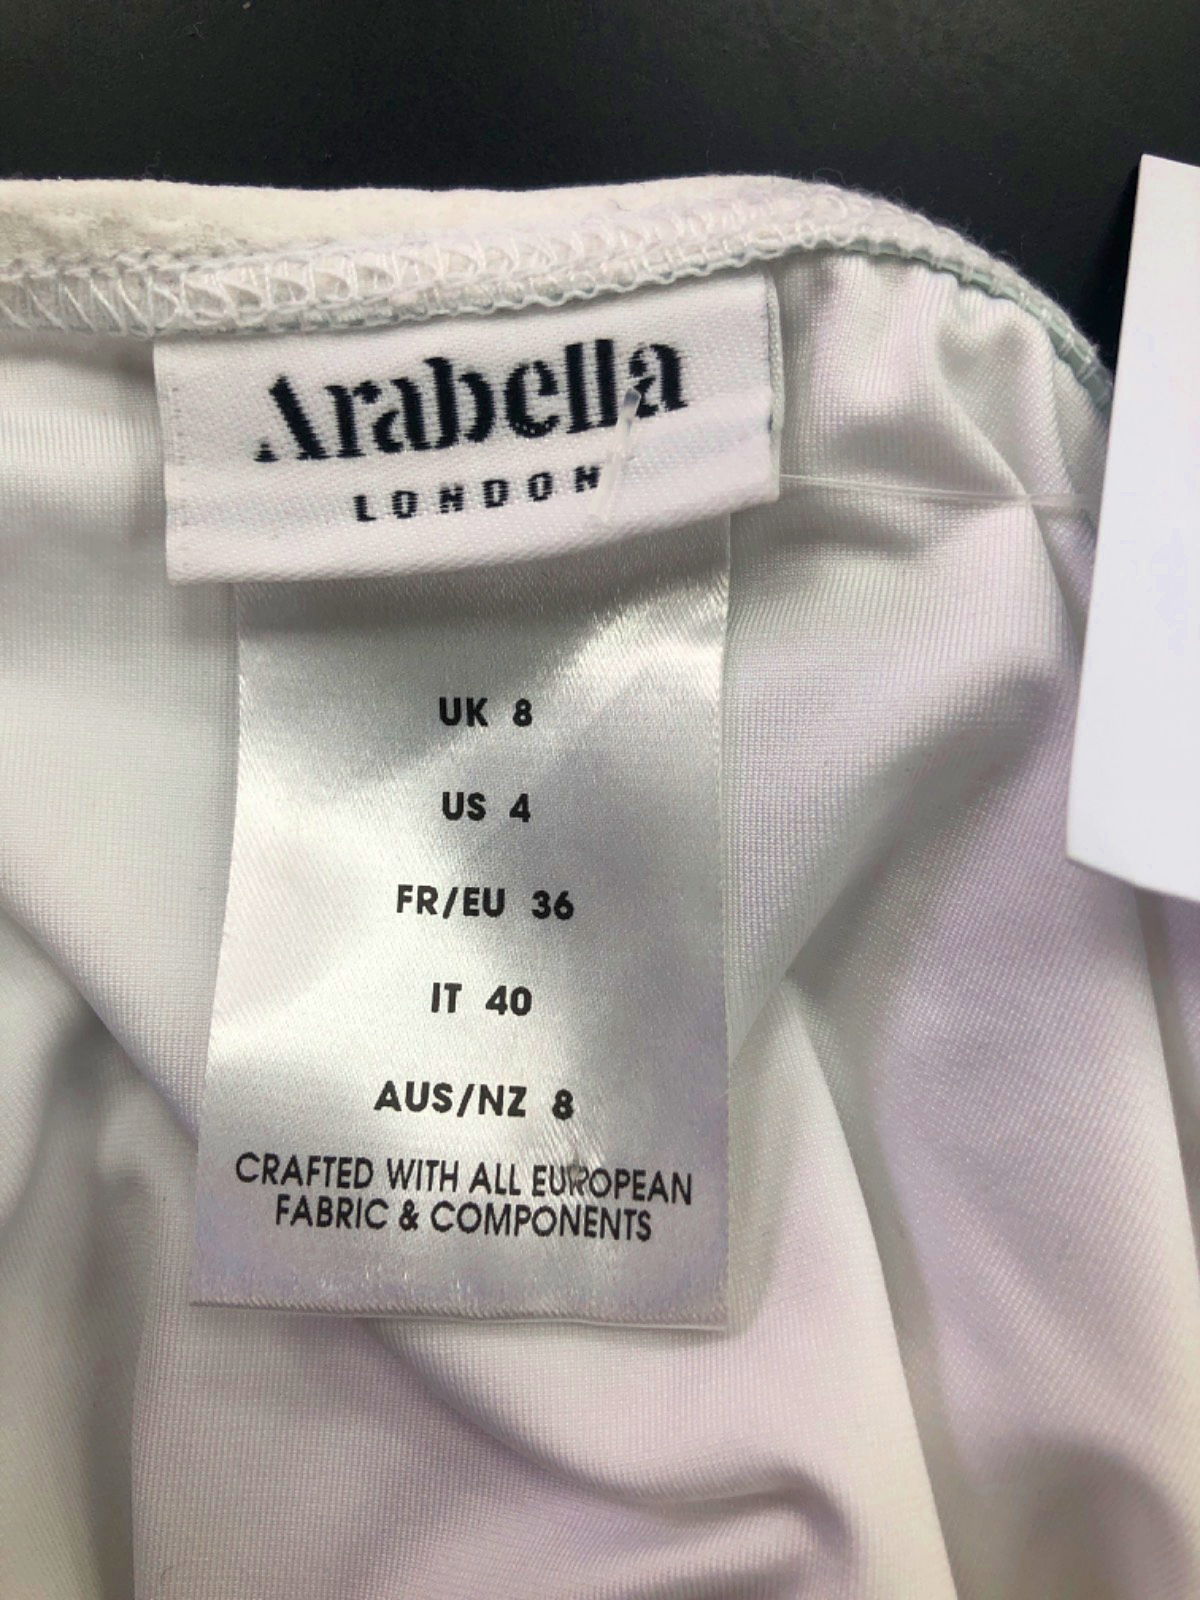 Arabella
LONDON
UK 8
US 4
FR/EU 36
IT 40
AUS/NZ 8
CRAFTED WITH ALL EUROPEAN
FABRIC & COMPONENTS